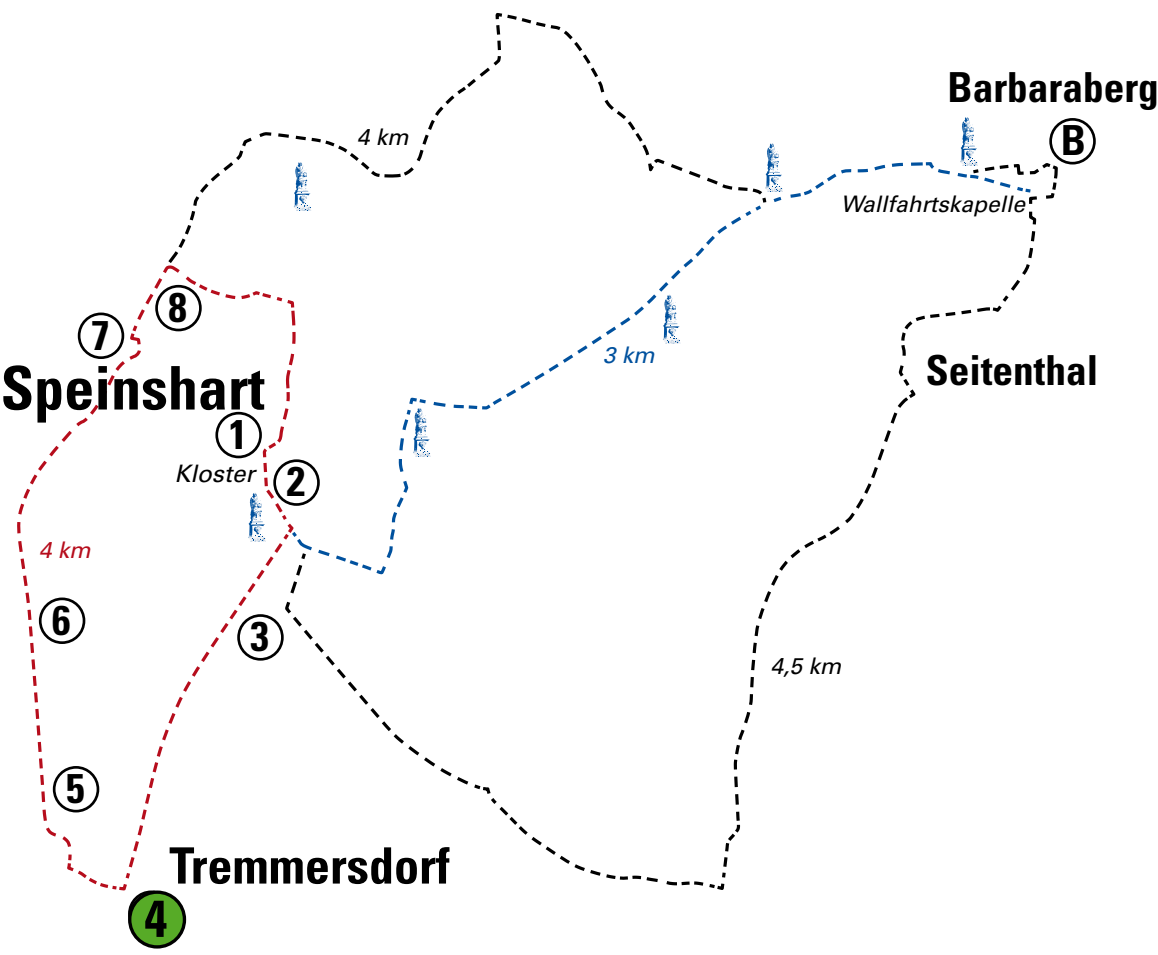 Barbaraberg
4 km
B
Wallfahrtskapelle
8
7
3 km
Speinshart
Seitenthal
1
Kloster
2
4 km
6
3
4,5 km
5
Tremmersdorf
4